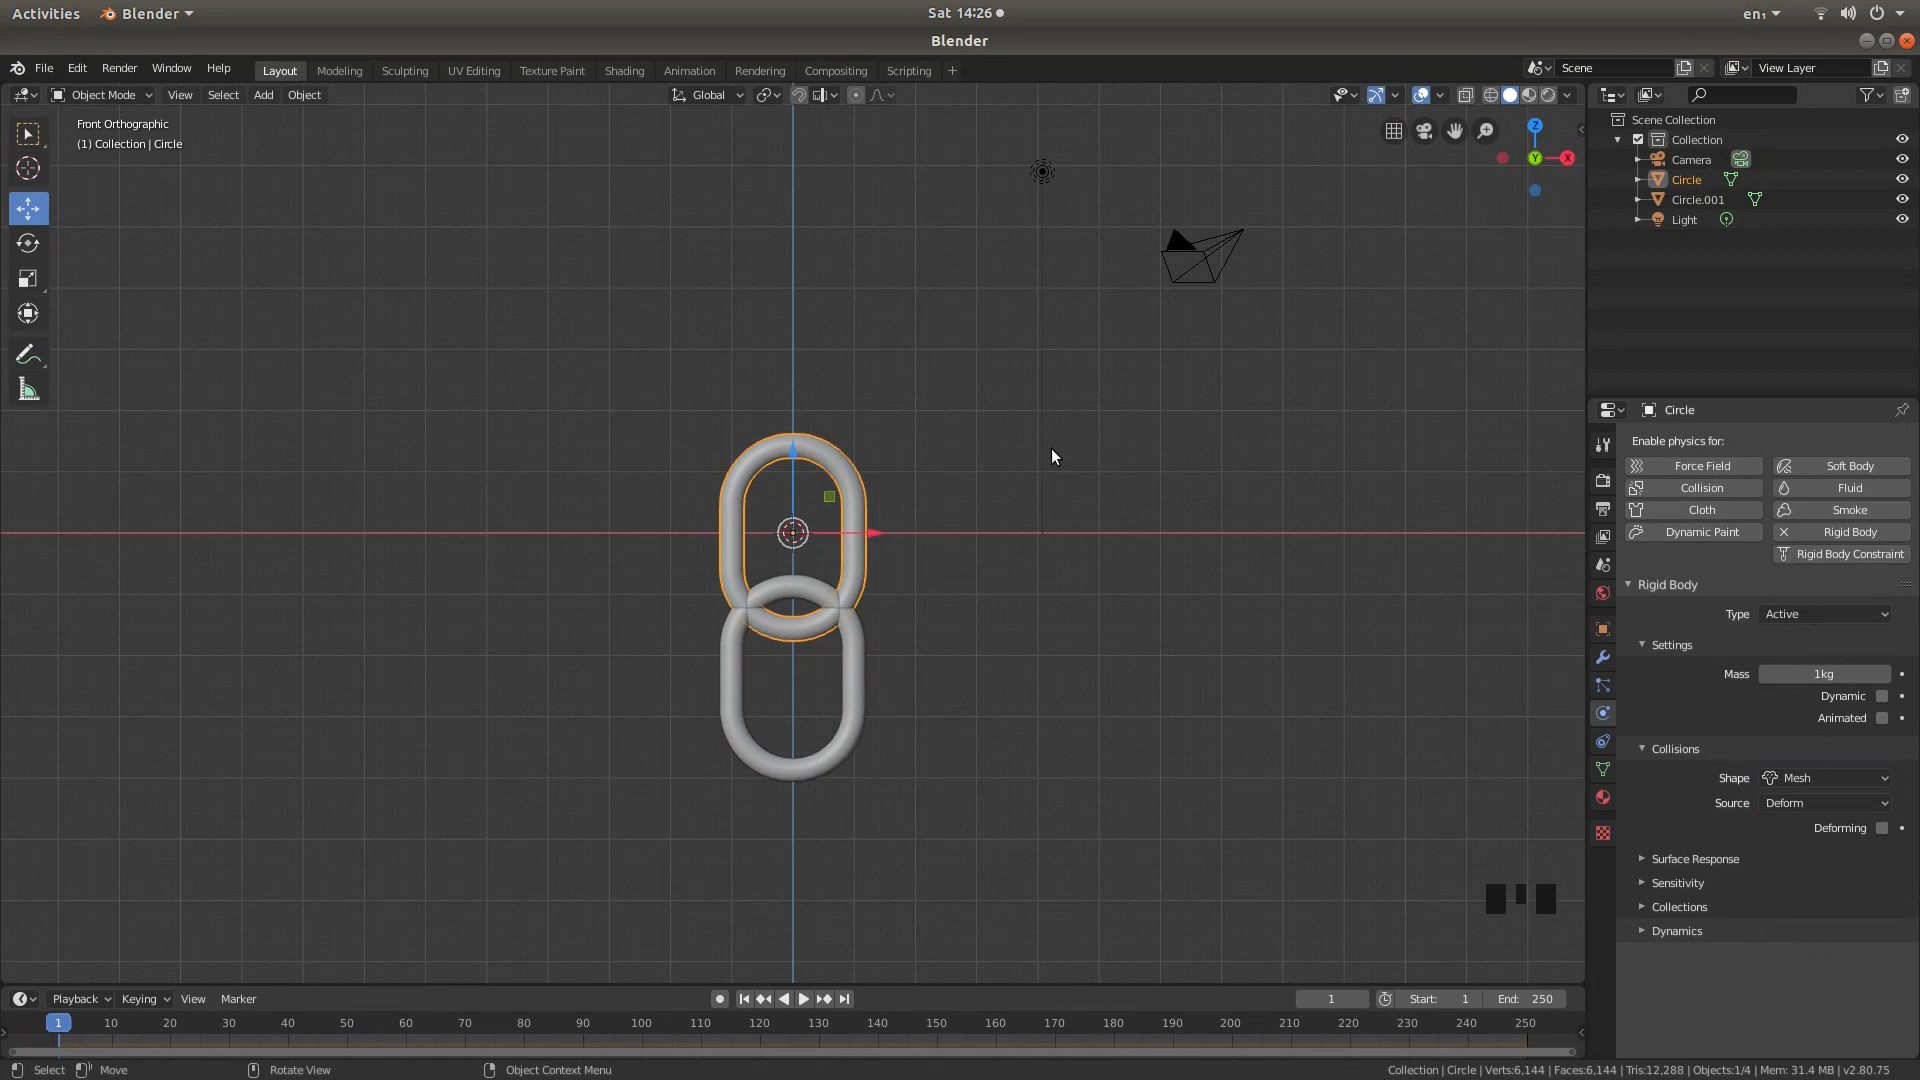 Activities Blender Sat 14:26 en₁
Blender
File Edit Render Window Help Layout Modeling Sculpting UV Editing Texture Paint Shading Animation Rendering Compositing Scripting + Scene View Layer
Object Mode View Select Add Object Global
Front Orthographic
(1) Collection | Circle
Z
Y
X
Scene Collection
Collection
Camera
Circle
Circle.001
Light
Circle
Enable physics for:
Force Field Soft Body
Collision Fluid
Cloth Smoke
Dynamic Paint Rigid Body
Rigid Body Constraint
Rigid Body
Type Active
Settings
Mass 1kg
Dynamic
Animated
Collisions
Shape Mesh
Source Deform
Deforming
Surface Response
Sensitivity
Collections
Dynamics
Playback Keying View Marker 1 Start: 1 End: 250
1 10 20 30 40 50 60 70 80 90 100 110 120 130 140 150 160 170 180 190 200 210 220 230 240 250
Select Move Rotate View Object Context Menu Collection | Circle | Verts:6,144 | Faces:6,144 | Tris:12,288 | Objects:1/4 | Mem: 31.4 MB | v2.80.75